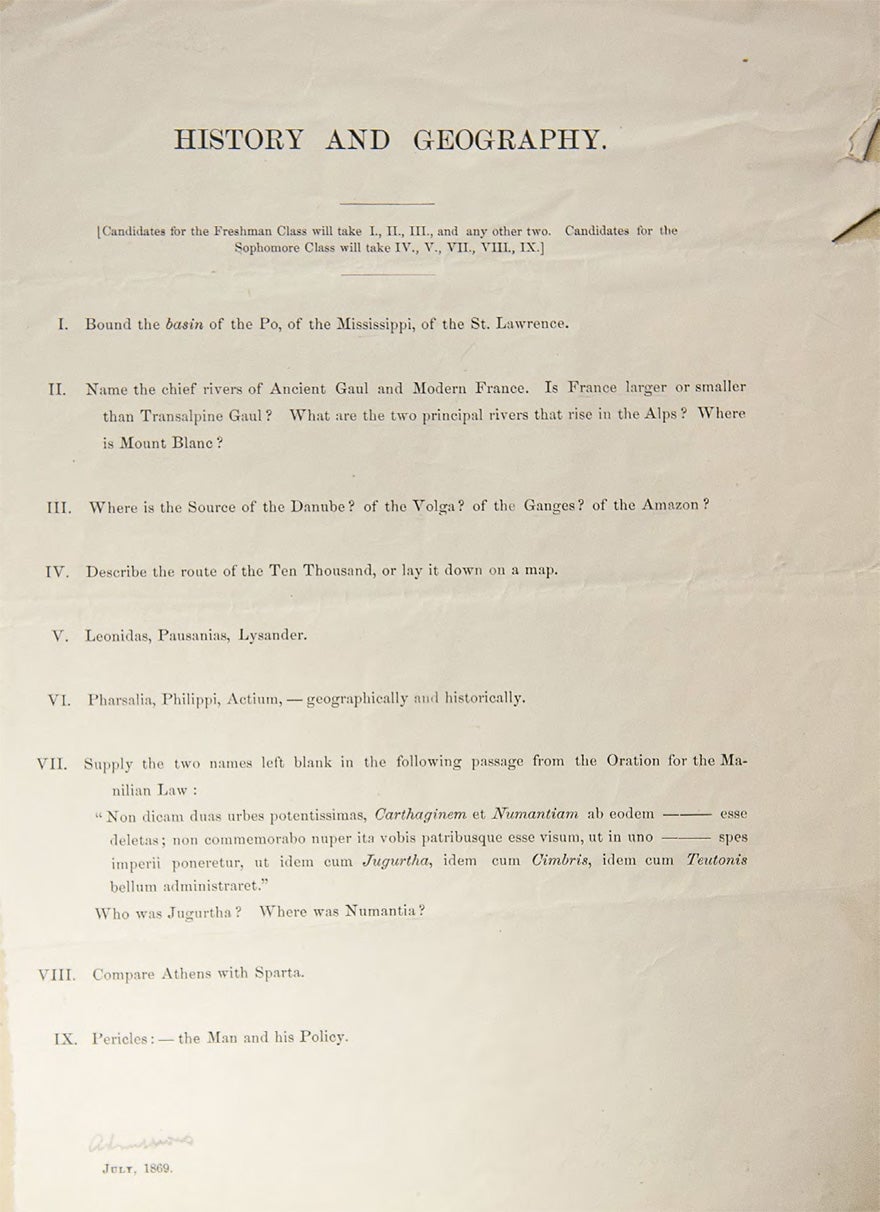 HISTORY AND GEOGRAPHY.
[Candidates for the Freshman Class will take I., II., III., and any other two. Candidates for the
Sophomore Class will take IV., V., VII., VIII., IX.]
I. Bound the basin of the Po, of the Mississippi, of the St. Lawrence.
II. Name the chief rivers of Ancient Gaul and Modern France. Is France larger or smaller
than Transalpine Gaul? What are the two principal rivers that rise in the Alps? Where
is Mount Blanc?
III. Where is the Source of the Danube? of the Volga? of the Ganges? of the Amazon?
IV. Describe the route of the Ten Thousand, or lay it down on a map.
V. Leonidas, Pausanias, Lysander.
VI. Pharsalia, Philippi, Actium, — geographically and historically.
VII. Supply the two names left blank in the following passage from the Oration for the Ma-
nilian Law :
“Non dicam duas urbes potentissimas, Carthaginem et Numantiam ab eodem ——— esse
deletas; non commemorabo nuper ita vobis patribusque esse visum, ut in uno ——— spes
imperii poneretur, ut idem cum Jugurtha, idem cum Cimbris, idem cum Teutonis
bellum administraret.”
Who was Jugurtha? Where was Numantia?
VIII. Compare Athens with Sparta.
IX. Pericles: — the Man and his Policy.
Admissions
July, 1869.